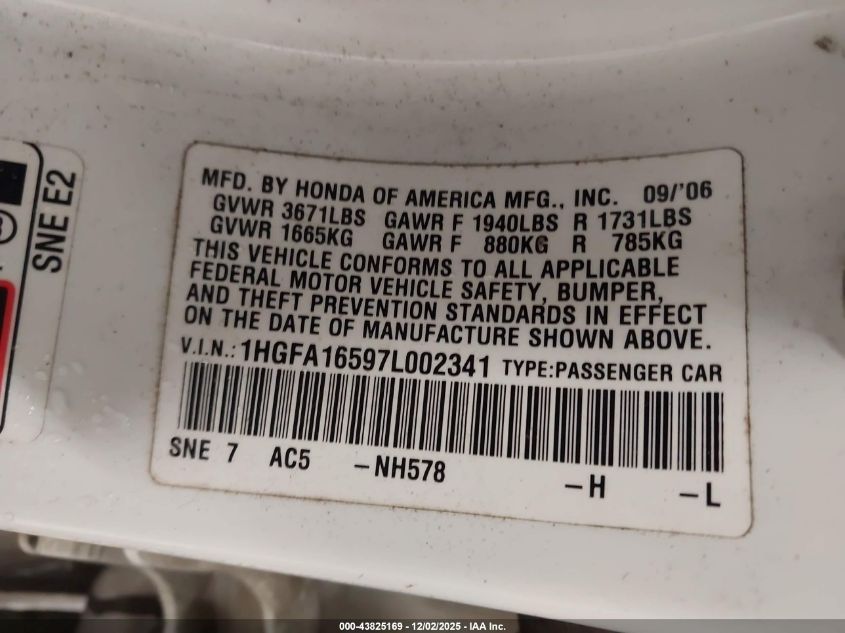 SNE E2
MFD. BY HONDA OF AMERICA MFG., INC. 09/'06
GVWR 3671LBS GAWR F 1940LBS R 1731LBS
GVWR 1665KG GAWR F 880KG R 785KG
THIS VEHICLE CONFORMS TO ALL APPLICABLE
FEDERAL MOTOR VEHICLE SAFETY, BUMPER,
AND THEFT PREVENTION STANDARDS IN EFFECT
ON THE DATE OF MANUFACTURE SHOWN ABOVE.
V.I.N.: 1HGFA16597L002341 TYPE:PASSENGER CAR
SNE 7 AC5 -NH578 -H -L
000-43825169 - 12/02/2025 - IAA Inc.